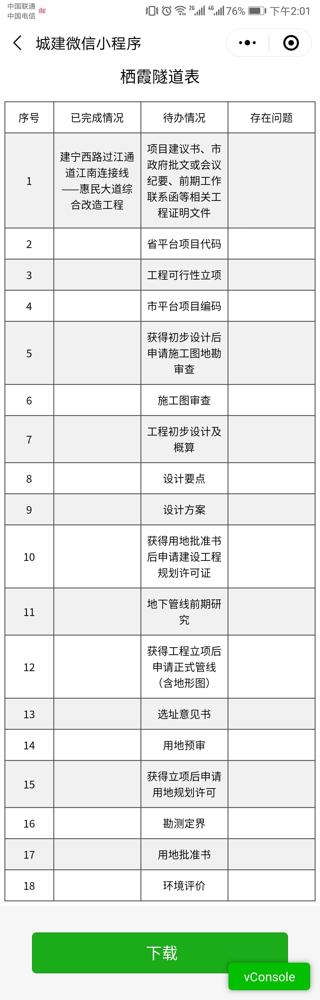 中国联通
中国电信
邮
2G
4G
76%
下午2:01
城建微信小程序
栖霞隧道表
序号
已完成情况
待办情况
存在问题
1
建宁西路过江通
道江南连接线
——惠民大道综
合改造工程
项目建议书、市
政府批文或会议
纪要、前期工作
联系函等相关工
程证明文件
2
省平台项目代码
3
工程可行性立项
4
市平台项目编码
5
获得初步设计后
申请施工图地勘
审查
6
施工图审查
7
工程初步设计及
概算
8
设计要点
9
设计方案
10
获得用地批准书
后申请建设工程
规划许可证
11
地下管线前期研
究
12
获得工程立项后
申请正式管线
（含地形图）
13
选址意见书
14
用地预审
15
获得立项后申请
用地规划许可
16
勘测定界
17
用地批准书
18
环境评价
下载
vConsole